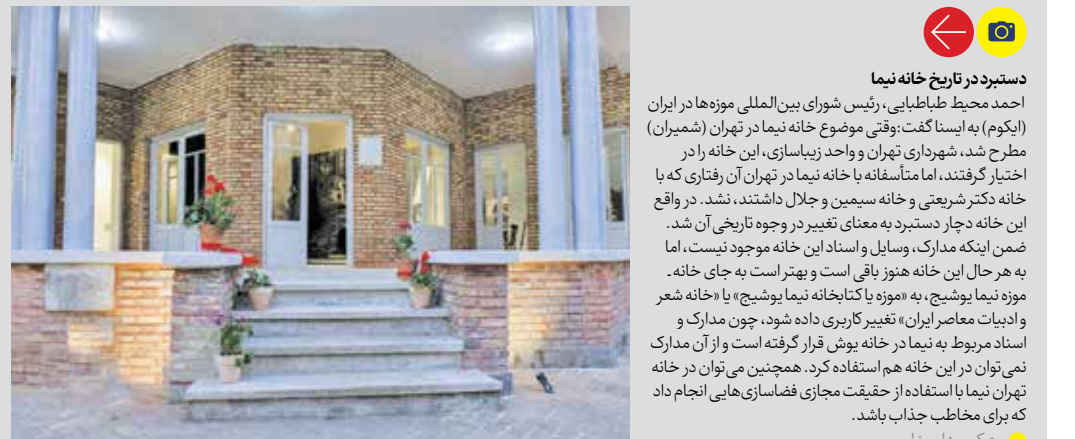 دستبرد در تاریخ خانه نیما
احمد محیط طباطبایی، رئیس شورای بین‌المللی موزه‌ها در ایران
(ایکوم) به ایسنا گفت: وقتی موضوع خانه نیما در تهران (شمیران)
مطرح شد، شهرداری تهران و واحد زیباسازی، این خانه را در
اختیار گرفتند، اما متأسفانه با خانه نیما در تهران آن رفتاری که با
خانه دکتر شریعتی و خانه سیمین و جلال داشتند، نشد. در واقع
این خانه دچار دستبرد به معنای تغییر در وجوه تاریخی آن شد.
ضمن اینکه مدارک، وسایل و اسناد این خانه موجود نیست، اما
به هر حال این خانه هنوز باقی است و بهتر است به جای خانه ـ
موزه نیما یوشیج، به «موزه یا کتابخانه نیما یوشیج» یا «خانه شعر
و ادبیات معاصر ایران» تغییر کاربری داده شود، چون مدارک و
اسناد مربوط به نیما در خانه یوش قرار گرفته است و از آن مدارک
نمی‌توان در این خانه هم استفاده کرد. همچنین می‌توان در خانه
تهران نیما با استفاده از حقیقت مجازی فضاسازی‌هایی انجام داد
که برای مخاطب جذاب باشد.